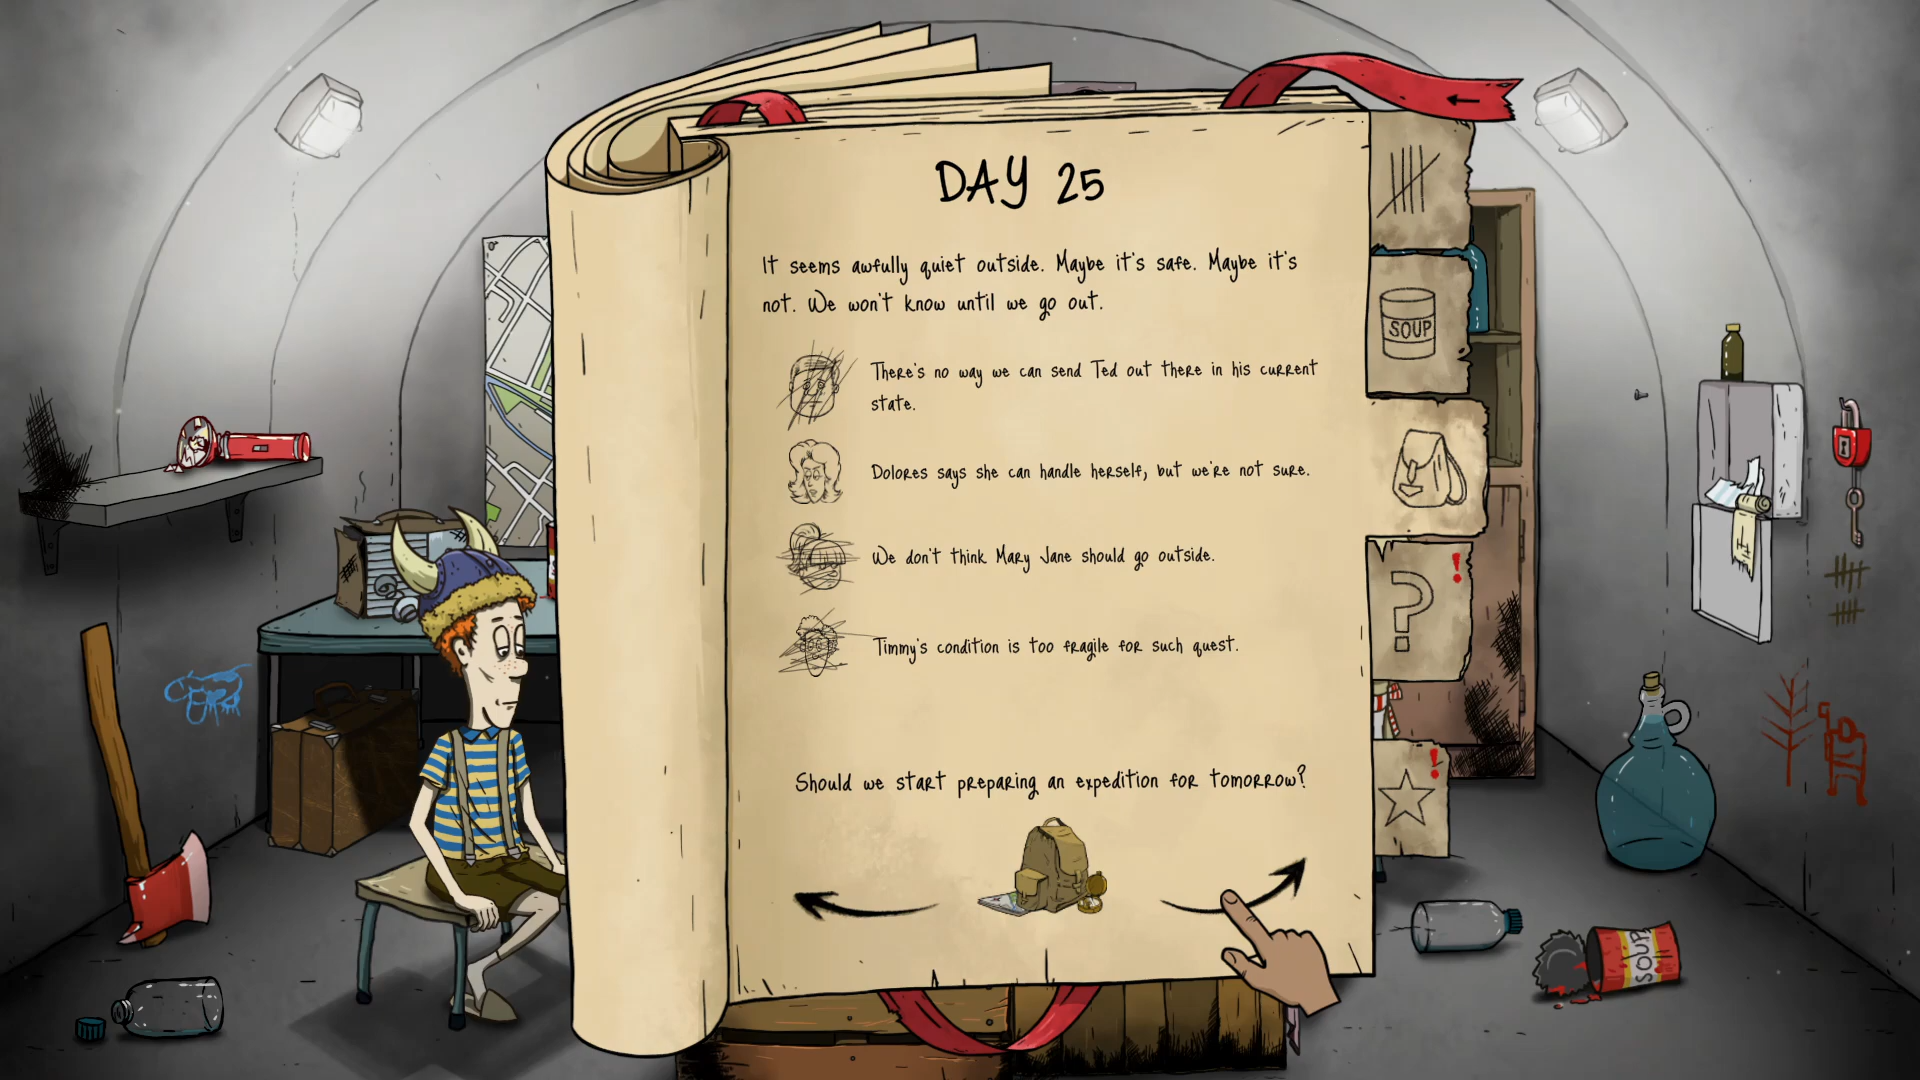 DAY 25
It seems awfully quiet outside. Maybe it's safe. Maybe it's
not. We won't know until we go out.
There's no way we can send Ted out there in his current
state.
Dolores says she can handle herself, but we're not sure.
We don't think Mary Jane should go outside.
Timmy's condition is too fragile for such quest.
Should we start preparing an expedition for tomorrow?
SOUP
?
!
!
SOUP